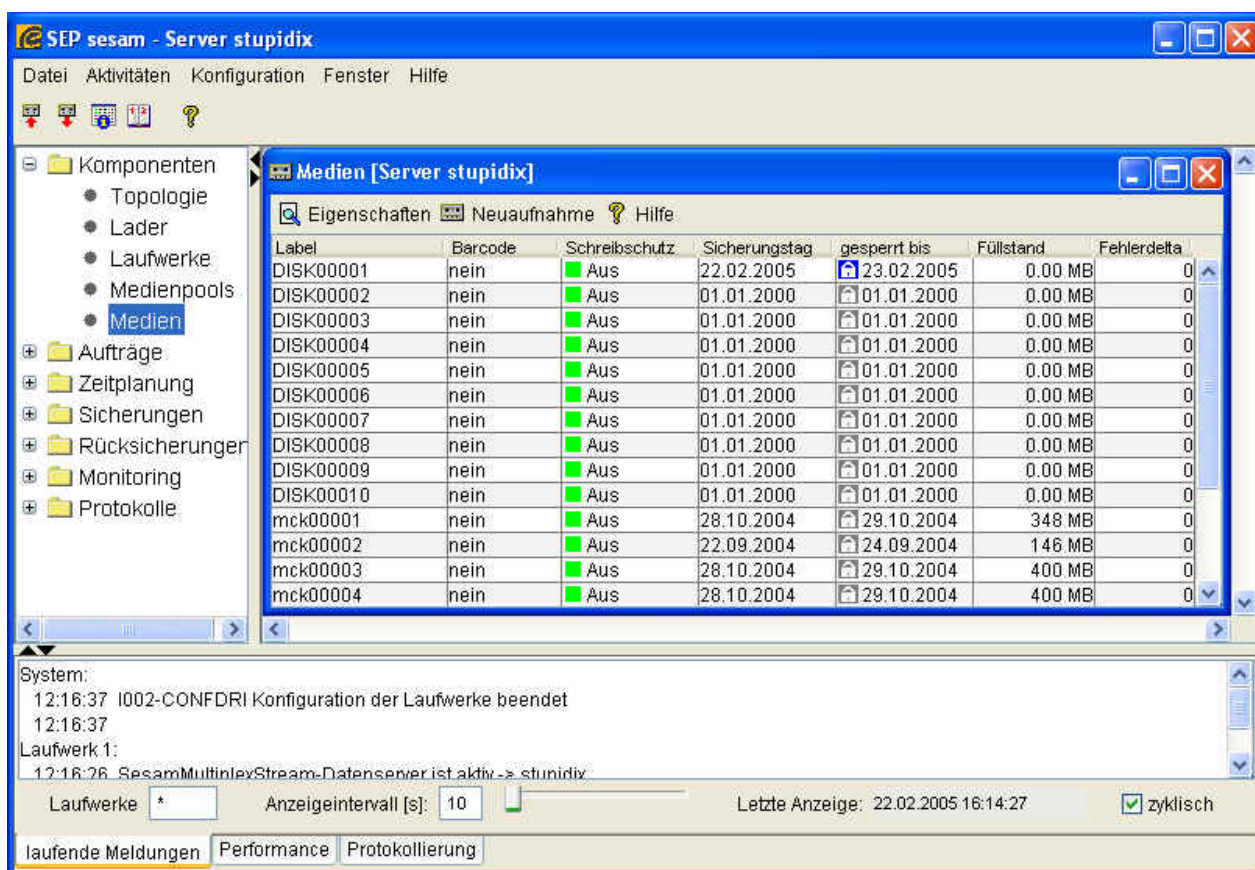 SEP sesam - Server stupidix
Datei Aktivitäten Konfiguration Fenster Hilfe
Komponenten
Topologie
Lader
Laufwerke
Medienpools
Medien
Aufträge
Zeitplanung
Sicherungen
Rücksicherunger
Monitoring
Protokolle
Medien [Server stupidix]
Eigenschaften Neuaufnahme Hilfe
Label Barcode Schreibschutz Sicherungstag gesperrt bis Füllstand Fehlerdelta
DISK00001 nein Aus 22.02.2005 23.02.2005 0.00 MB 0
DISK00002 nein Aus 01.01.2000 01.01.2000 0.00 MB 0
DISK00003 nein Aus 01.01.2000 01.01.2000 0.00 MB 0
DISK00004 nein Aus 01.01.2000 01.01.2000 0.00 MB 0
DISK00005 nein Aus 01.01.2000 01.01.2000 0.00 MB 0
DISK00006 nein Aus 01.01.2000 01.01.2000 0.00 MB 0
DISK00007 nein Aus 01.01.2000 01.01.2000 0.00 MB 0
DISK00008 nein Aus 01.01.2000 01.01.2000 0.00 MB 0
DISK00009 nein Aus 01.01.2000 01.01.2000 0.00 MB 0
DISK00010 nein Aus 01.01.2000 01.01.2000 0.00 MB 0
mck00001 nein Aus 28.10.2004 29.10.2004 348 MB 0
mck00002 nein Aus 22.09.2004 24.09.2004 146 MB 0
mck00003 nein Aus 28.10.2004 29.10.2004 400 MB 0
mck00004 nein Aus 28.10.2004 29.10.2004 400 MB 0
System:
12:16:37 I002-CONFDRI Konfiguration der Laufwerke beendet
12:16:37
Laufwerk 1:
12:16:26 SesamMultiplexStream-Datenserver ist aktiv -> stupidix
Laufwerke * Anzeigeintervall [s]: 10 Letzte Anzeige: 22.02.2005 16:14:27 zyklisch
laufende Meldungen Performance Protokollierung